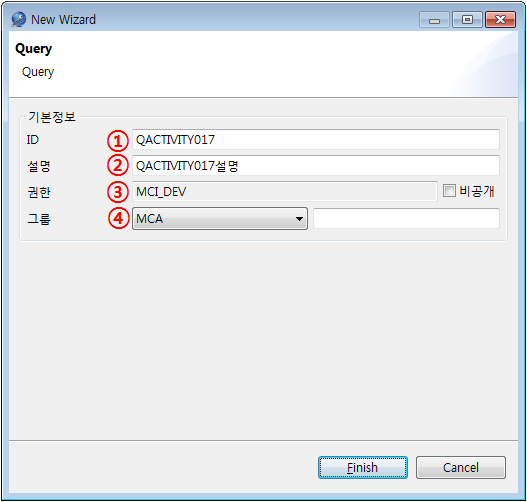 New Wizard
Query
Query
기본정보
ID ① QACTIVITY017
설명 ② QACTIVITY017설명
권한 ③ MCI_DEV 비공개
그룹 ④ MCA
Finish Cancel